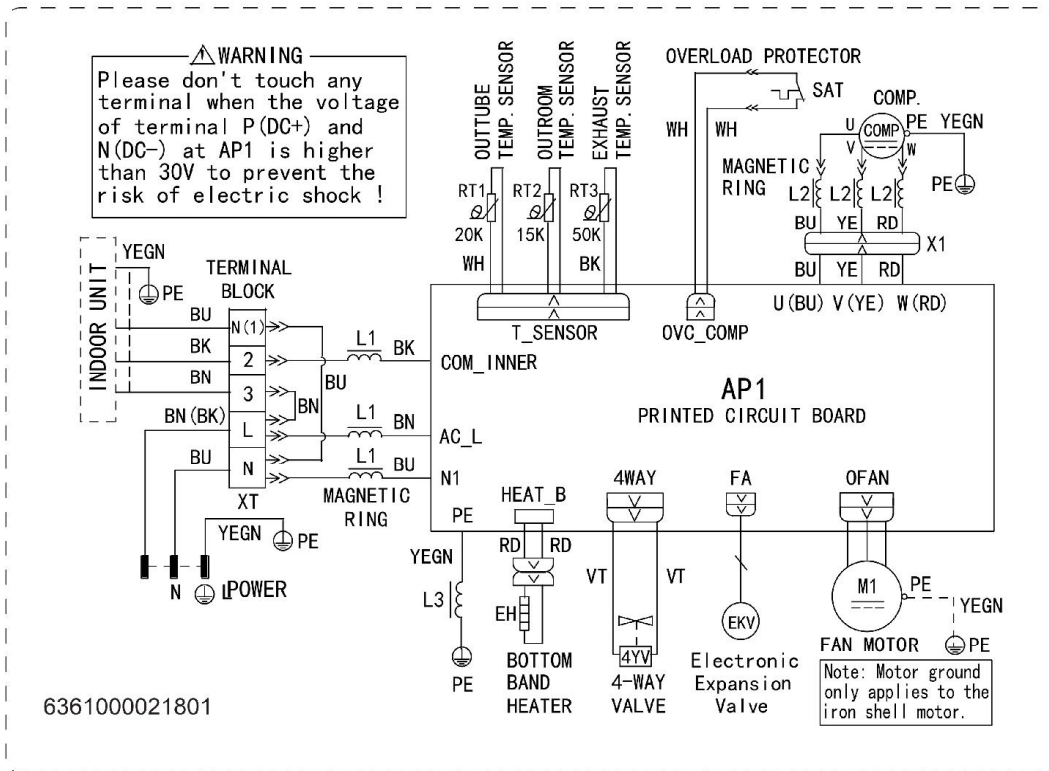 WARNING
Please don't touch any
terminal when the voltage
of terminal P(DC+) and
N(DC-) at AP1 is higher
than 30V to prevent the
risk of electric shock !
OUTTUBE
TEMP. SENSOR
OUTROOM
TEMP. SENSOR
EXHAUST
TEMP. SENSOR
RT1
RT2
RT3
20K
15K
50K
WH
BK
T_SENSOR
OVERLOAD PROTECTOR
SAT
WH
WH
OVC_COMP
COMP.
U
V
W
COMP
PE
YEGN
PE
MAGNETIC
RING
L2
L2
L2
BU
YE
RD
X1
BU
YE
RD
U(BU)
V(YE)
W(RD)
INDOOR UNIT
YEGN
PE
TERMINAL
BLOCK
BU
N(1)
BK
2
BN
3
BN(BK)
L
BU
N
XT
BU
BN
L1
BK
COM_INNER
L1
BN
AC_L
L1
BU
N1
MAGNETIC
RING
YEGN
PE
N
L
POWER
AP1
PRINTED CIRCUIT BOARD
PE
HEAT_B
4WAY
FA
OFAN
YEGN
L3
PE
RD
RD
EH
BOTTOM
BAND
HEATER
VT
VT
4YV
4-WAY
VALVE
EKV
Electronic
Expansion
Valve
M1
PE
YEGN
PE
FAN MOTOR
Note: Motor ground
only applies to the
iron shell motor.
6361000021801